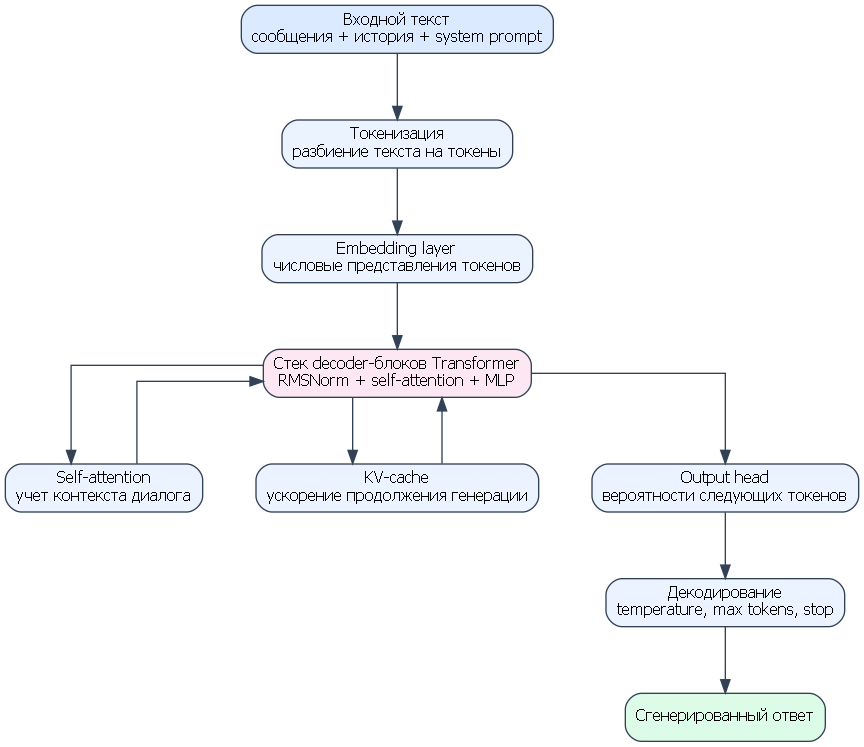 Входной текст
сообщения + история + system prompt
Токенизация
разбиение текста на токены
Embedding layer
числовые представления токенов
Стек decoder-блоков Transformer
RMSNorm + self-attention + MLP
Self-attention
учет контекста диалога
KV-cache
ускорение продолжения генерации
Output head
вероятности следующих токенов
Декодирование
temperature, max tokens, stop
Сгенерированный ответ